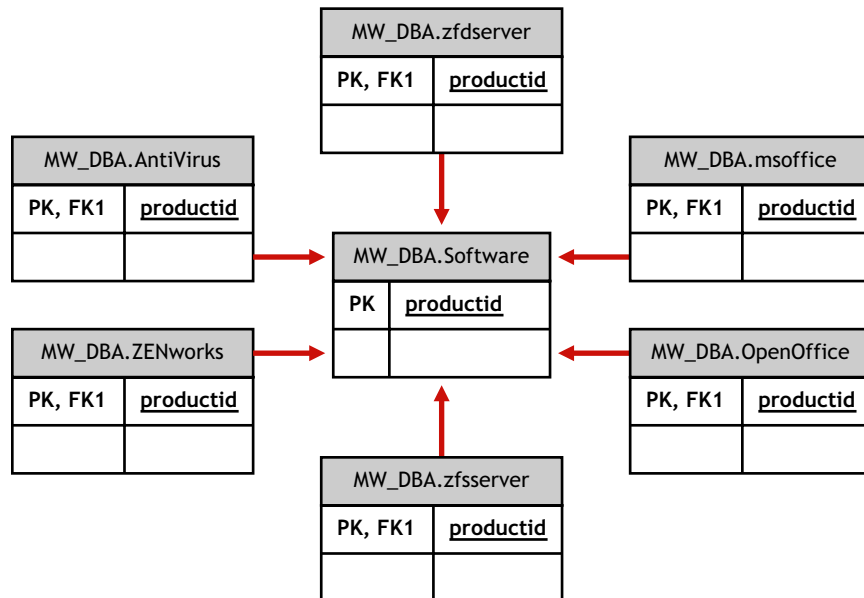 MW_DBA.zfdserver
PK, FK1 productid
MW_DBA.AntiVirus
PK, FK1 productid
MW_DBA.msoffice
PK, FK1 productid
MW_DBA.Software
PK productid
MW_DBA.ZENworks
PK, FK1 productid
MW_DBA.OpenOffice
PK, FK1 productid
MW_DBA.zfsserver
PK, FK1 productid